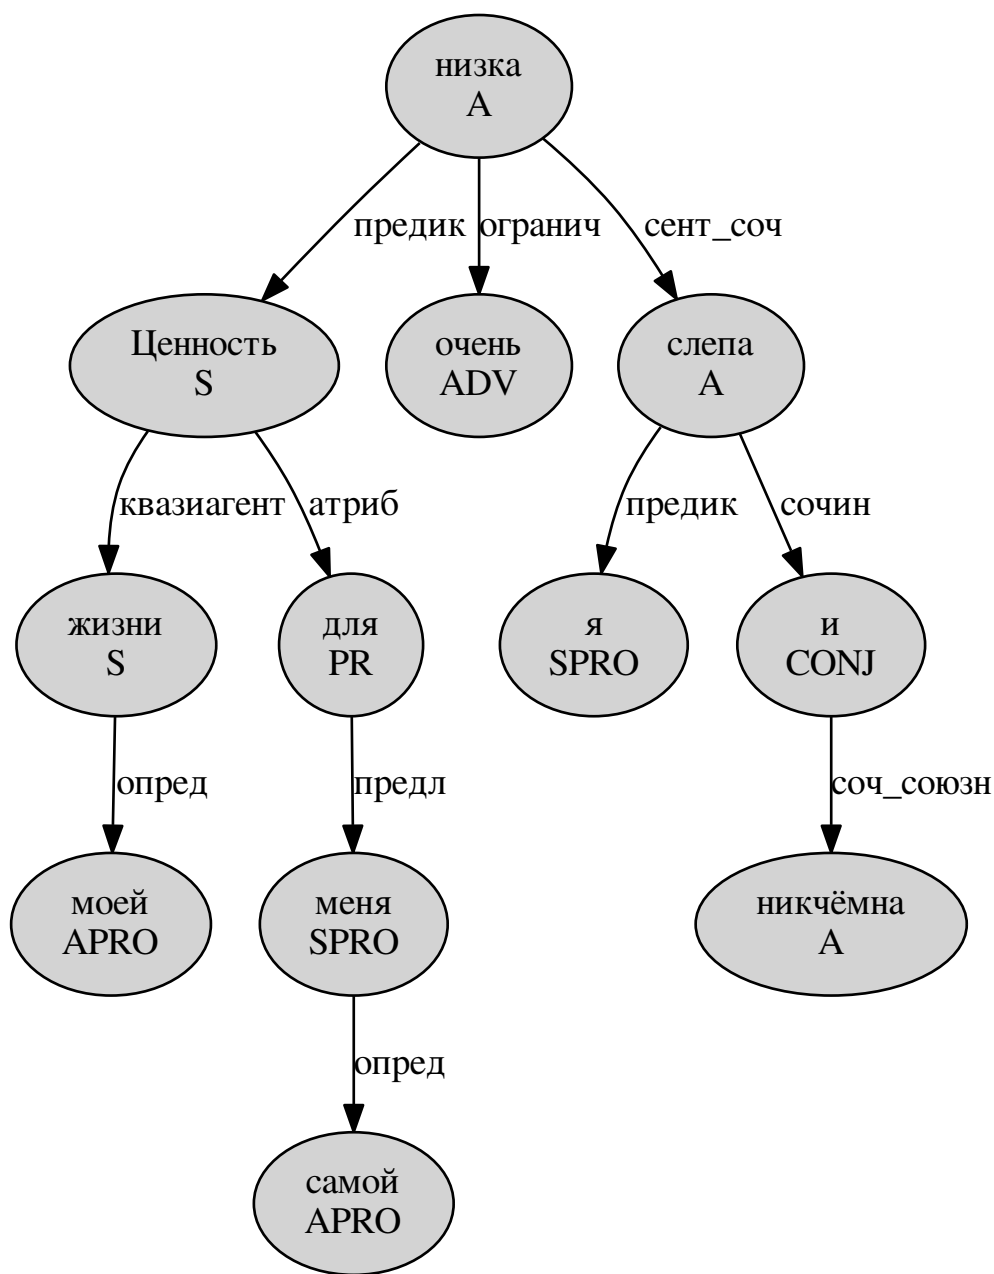 низка
A
предик
огранич
сент_соч
Ценность
S
очень
ADV
слепа
A
квазиагент
атриб
предик
сочин
жизни
S
для
PR
я
SPRO
и
CONJ
опред
предл
соч_союзн
моей
APRO
меня
SPRO
никчёмна
A
опред
самой
APRO